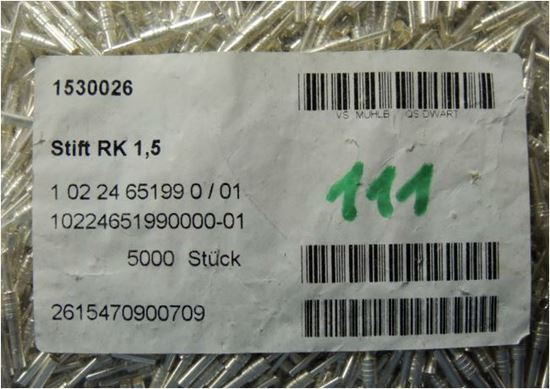 1530026
VS MUHLB QS DWART
Stift RK 1,5
111
1 02 24 65199 0 / 01
10224651990000-01
5000 Stück
2615470900709